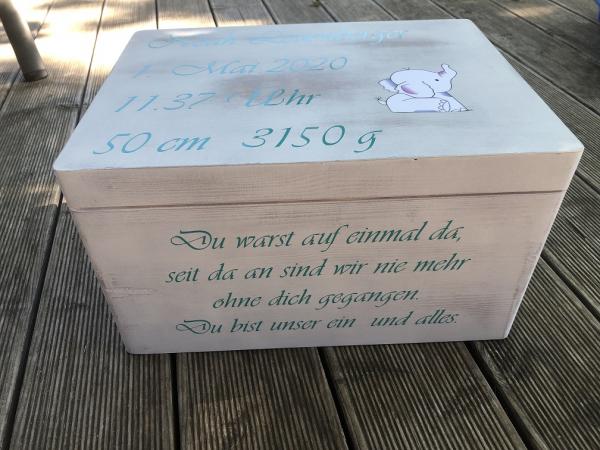 Noah
1. Mai 2020
11.37 Uhr
50 cm 3150 g
Du warst auf einmal da,
seit da an sind wir nie mehr
ohne dich gegangen.
Du bist unser ein und alles.